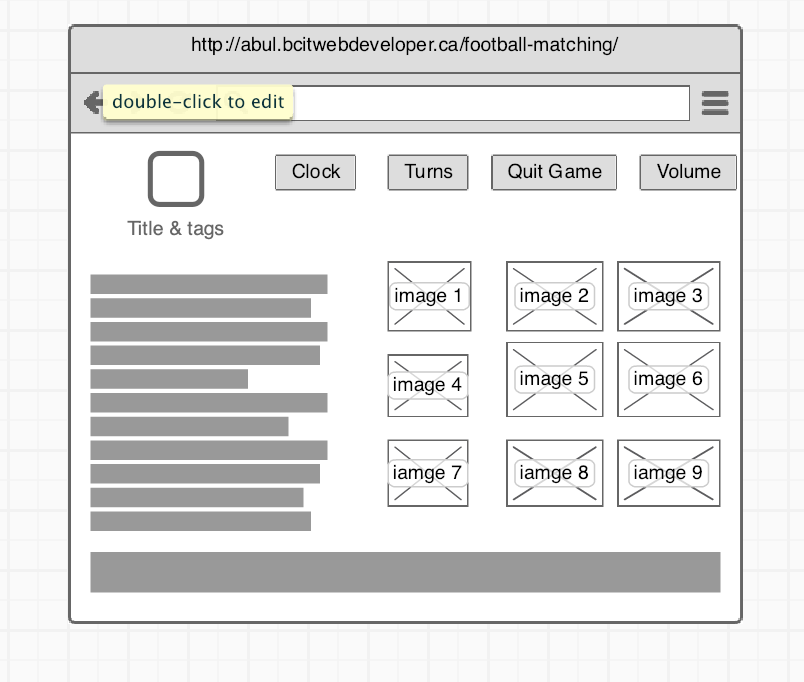 http://abul.bcitwebdeveloper.ca/football-matching/
double-click to edit
Clock
Turns
Quit Game
Volume
Title & tags
image 1
image 2
image 3
image 4
image 5
image 6
iamge 7
iamge 8
iamge 9